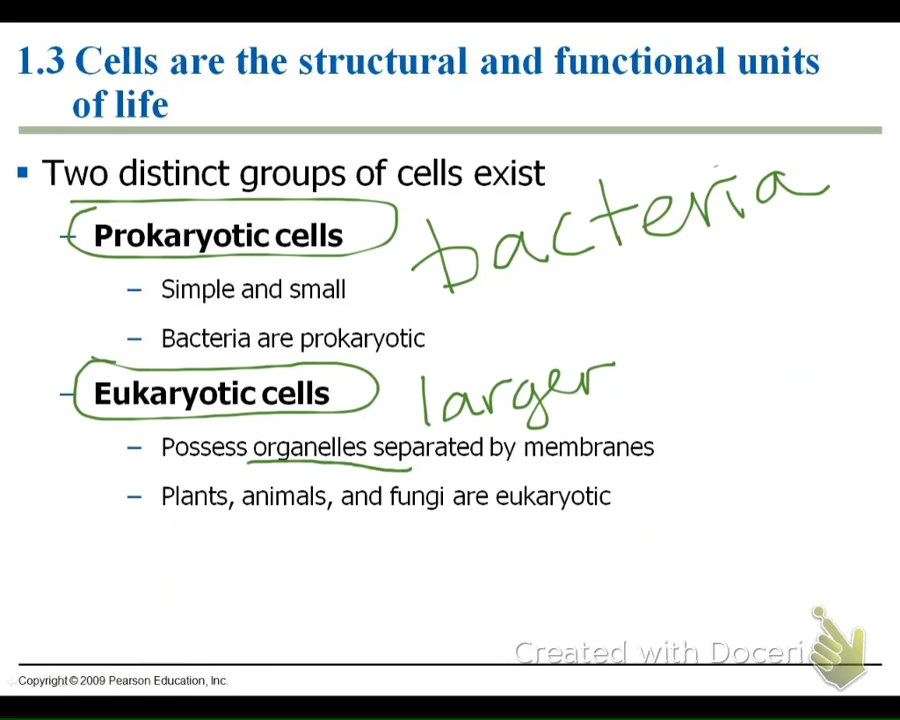 1.3 Cells are the structural and functional units
of life
▪ Two distinct groups of cells exist
– Prokaryotic cells
bacteria
– Simple and small
– Bacteria are prokaryotic
– Eukaryotic cells
larger
– Possess organelles separated by membranes
– Plants, animals, and fungi are eukaryotic
Created with Doceri
Copyright © 2009 Pearson Education, Inc.